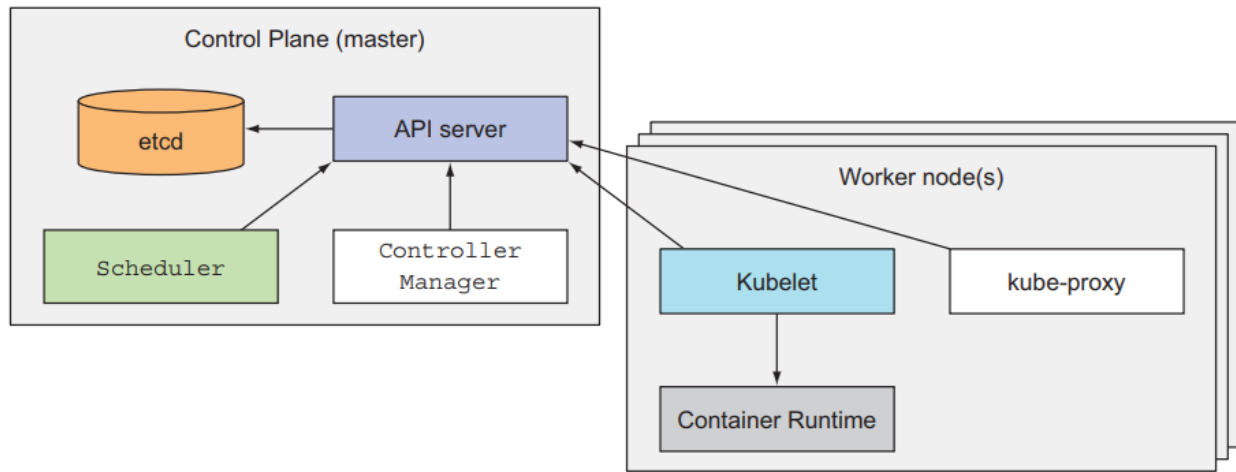 Control Plane (master)
etcd
API server
Scheduler
Controller
Manager
Worker node(s)
Kubelet
kube-proxy
Container Runtime